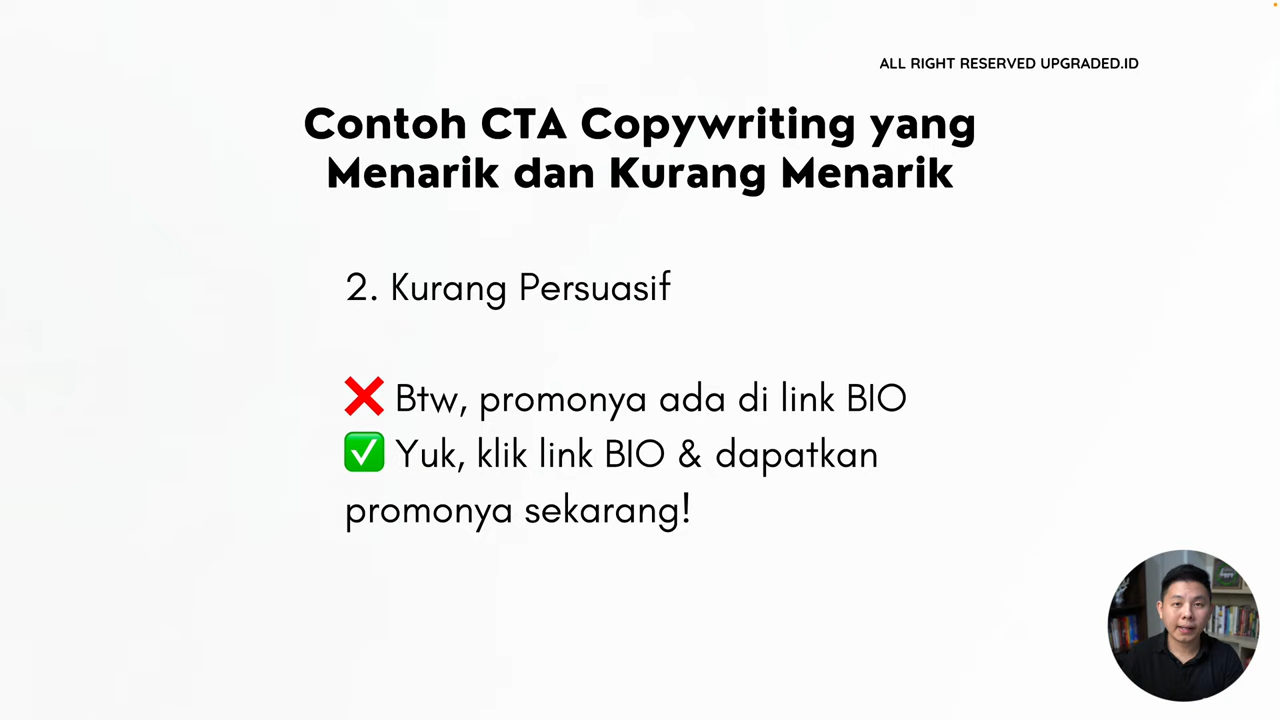 ALL RIGHT RESERVED UPGRADED.ID
Contoh CTA Copywriting yang
Menarik dan Kurang Menarik
2. Kurang Persuasif
❌ Btw, promonya ada di link BIO
✅ Yuk, klik link BIO & dapatkan
promonya sekarang!